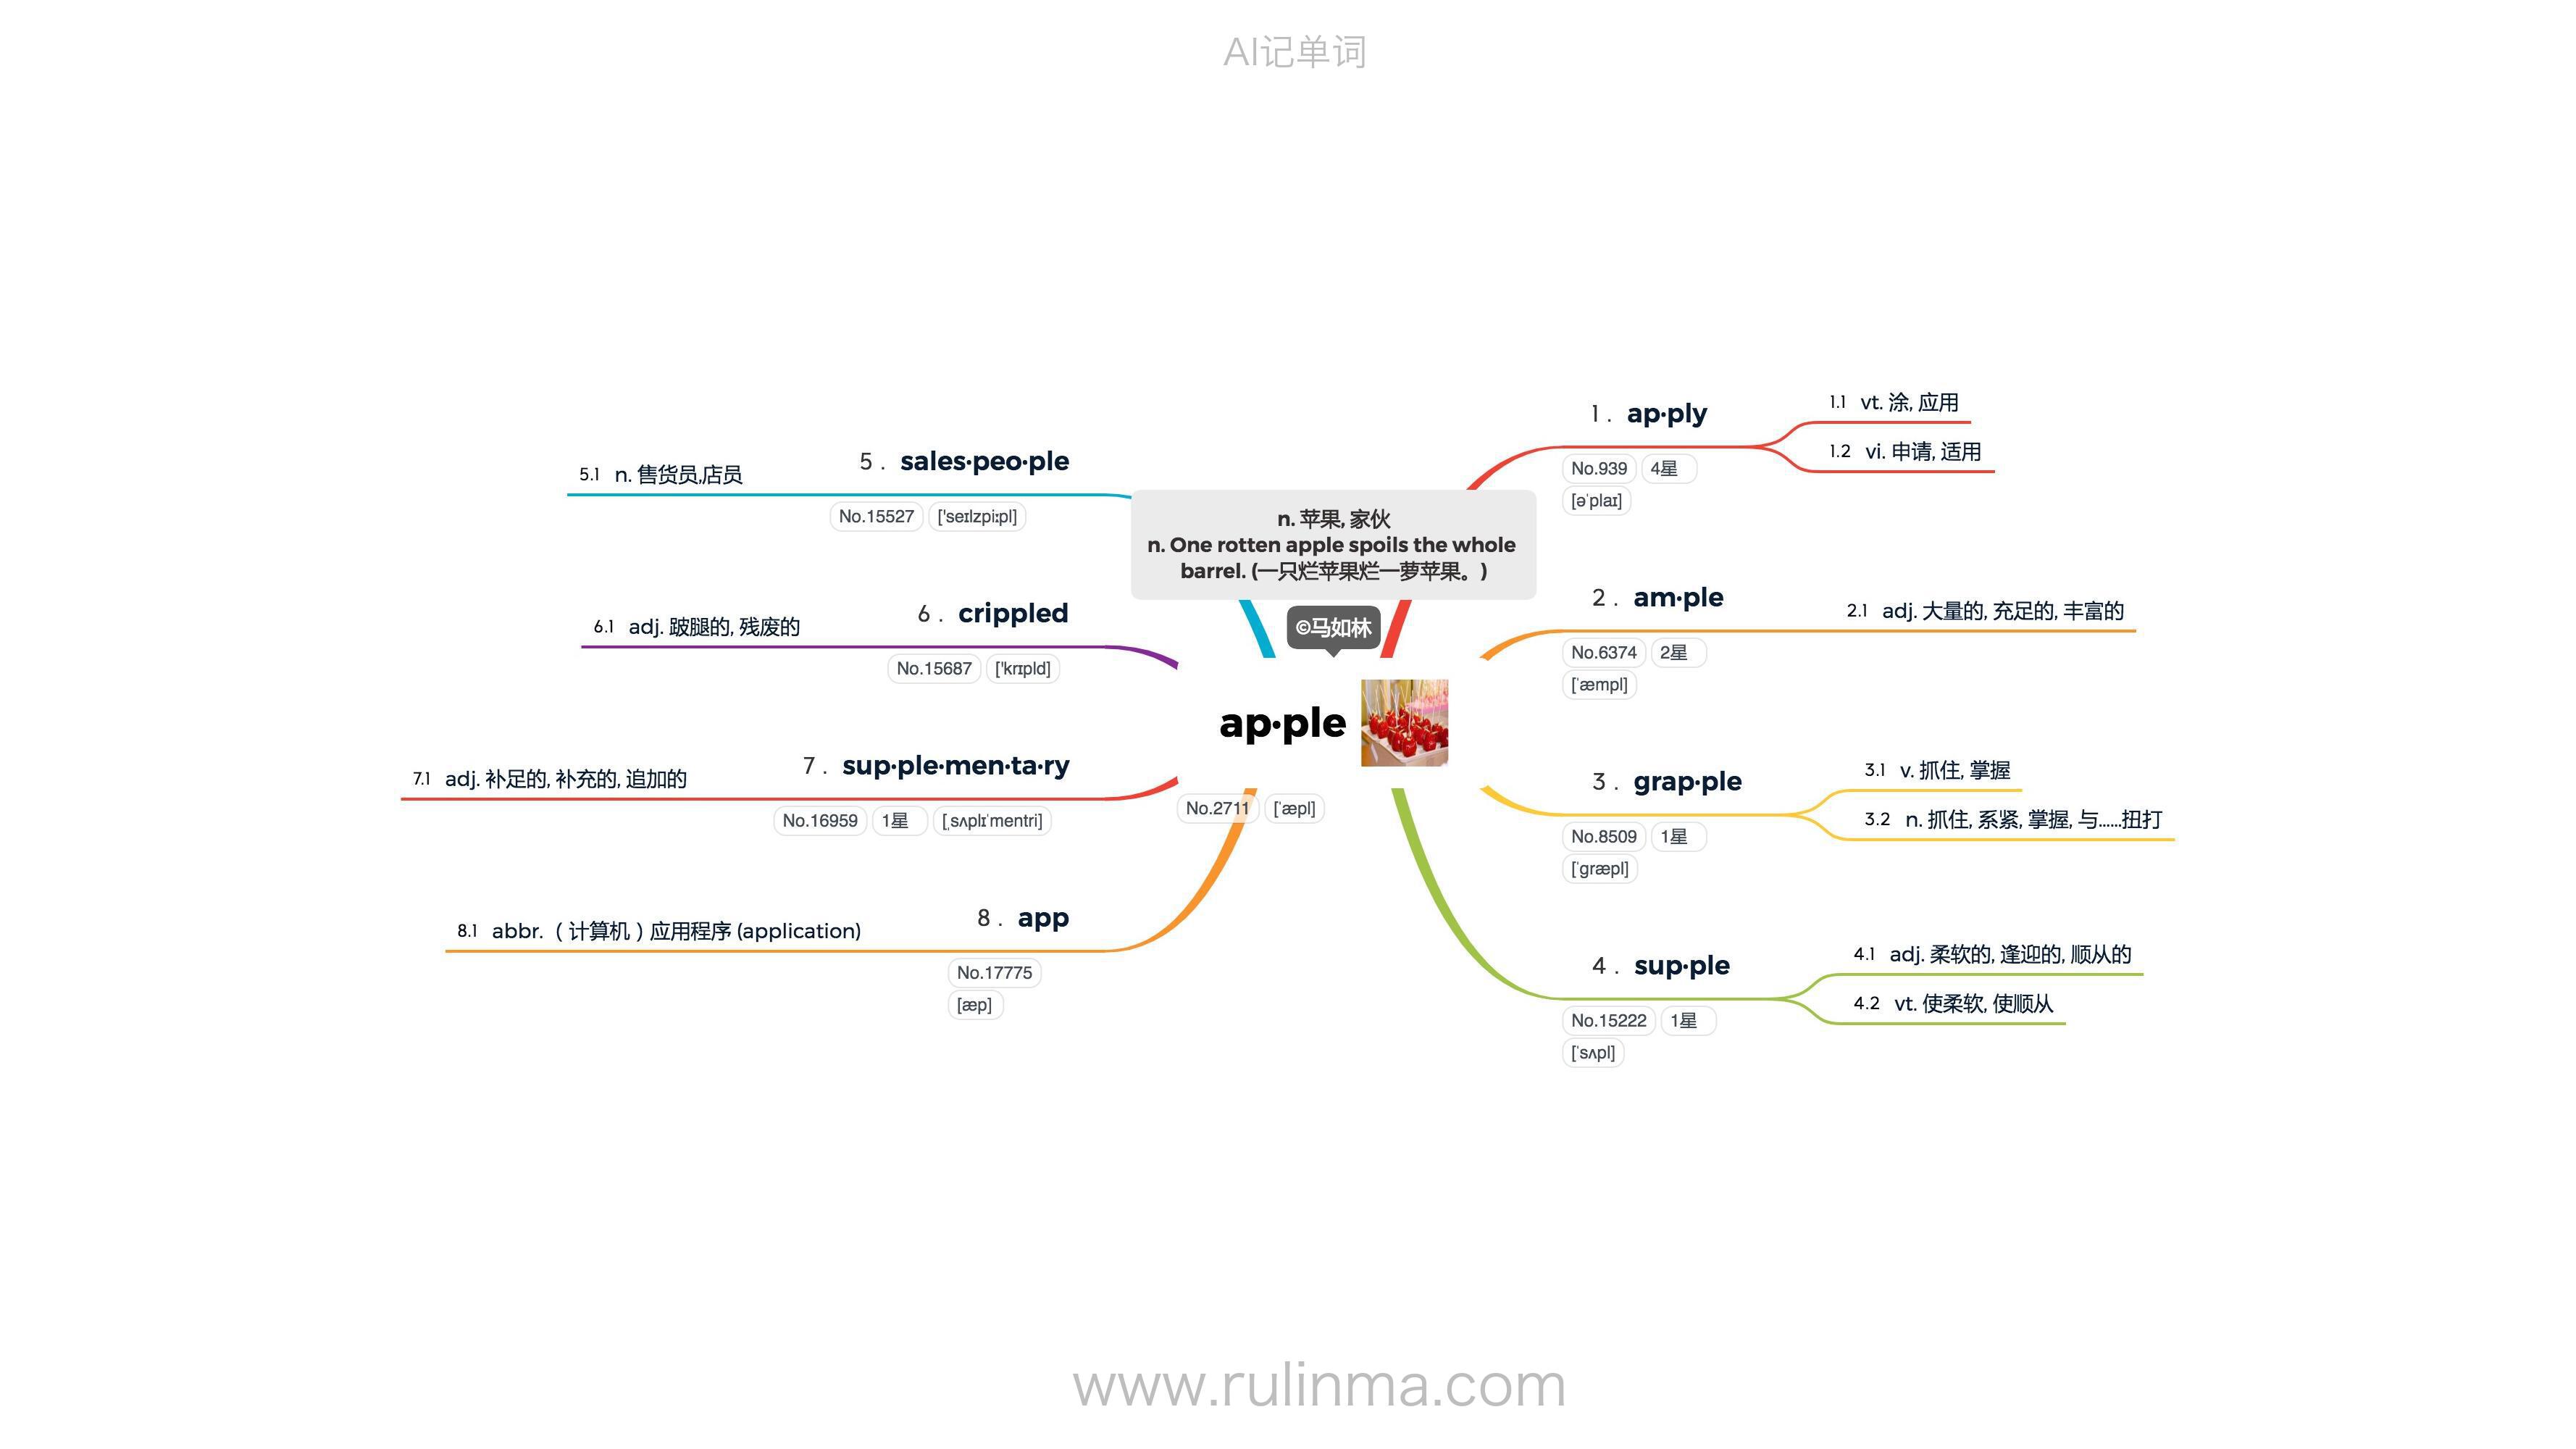 AI记单词
n. 苹果, 家伙
n. One rotten apple spoils the whole
barrel. (一只烂苹果烂一萝苹果。)
©马如林
ap·ple
No.2711 [ˈæpl]
1 . ap·ply
No.939 4星
[əˈplaɪ]
1.1 vt. 涂, 应用
1.2 vi. 申请, 适用
2 . am·ple
No.6374 2星
[ˈæmpl]
2.1 adj. 大量的, 充足的, 丰富的
3 . grap·ple
No.8509 1星
[ˈgræpl]
3.1 v. 抓住, 掌握
3.2 n. 抓住, 系紧, 掌握, 与......扭打
4 . sup·ple
No.15222 1星
[ˈsʌpl]
4.1 adj. 柔软的, 逢迎的, 顺从的
4.2 vt. 使柔软, 使顺从
5 . sales·peo·ple
No.15527 ['seɪlzpiːpl]
5.1 n. 售货员,店员
6 . crippled
No.15687 ['krɪpld]
6.1 adj. 跛腿的, 残废的
7 . sup·ple·men·ta·ry
No.16959 1星 [ˌsʌplɪˈmentri]
7.1 adj. 补足的, 补充的, 追加的
8 . app
No.17775
[æp]
8.1 abbr.（计算机）应用程序 (application)
www.rulinma.com